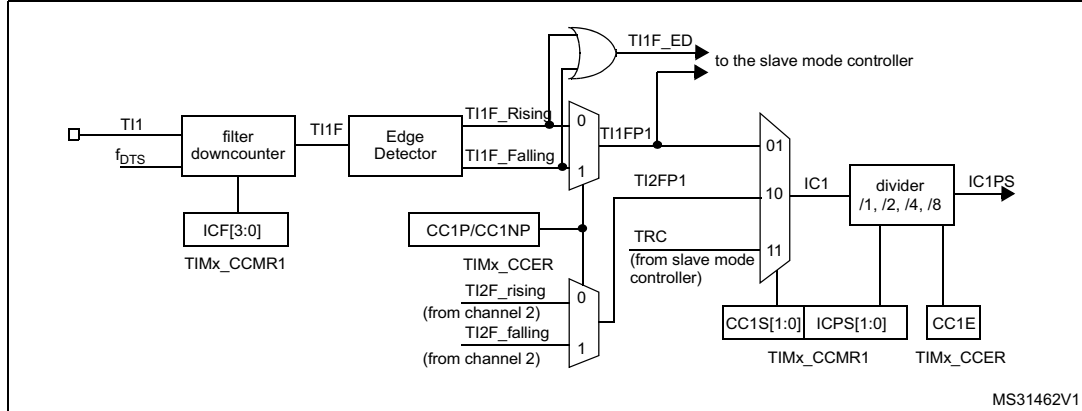 TI1F_ED
to the slave mode controller
TI1
f_DTS
filter
downcounter
TI1F
Edge
Detector
TI1F_Rising
TI1F_Falling
0
1
TI1FP1
01
TI2FP1
10
IC1
divider
/1, /2, /4, /8
IC1PS
ICF[3:0]
TIMx_CCMR1
CC1P/CC1NP
TIMx_CCER
TRC
(from slave mode
controller)
11
TI2F_rising
(from channel 2)
0
TI2F_falling
(from channel 2)
1
CC1S[1:0]
ICPS[1:0]
CC1E
TIMx_CCMR1
TIMx_CCER
MS31462V1